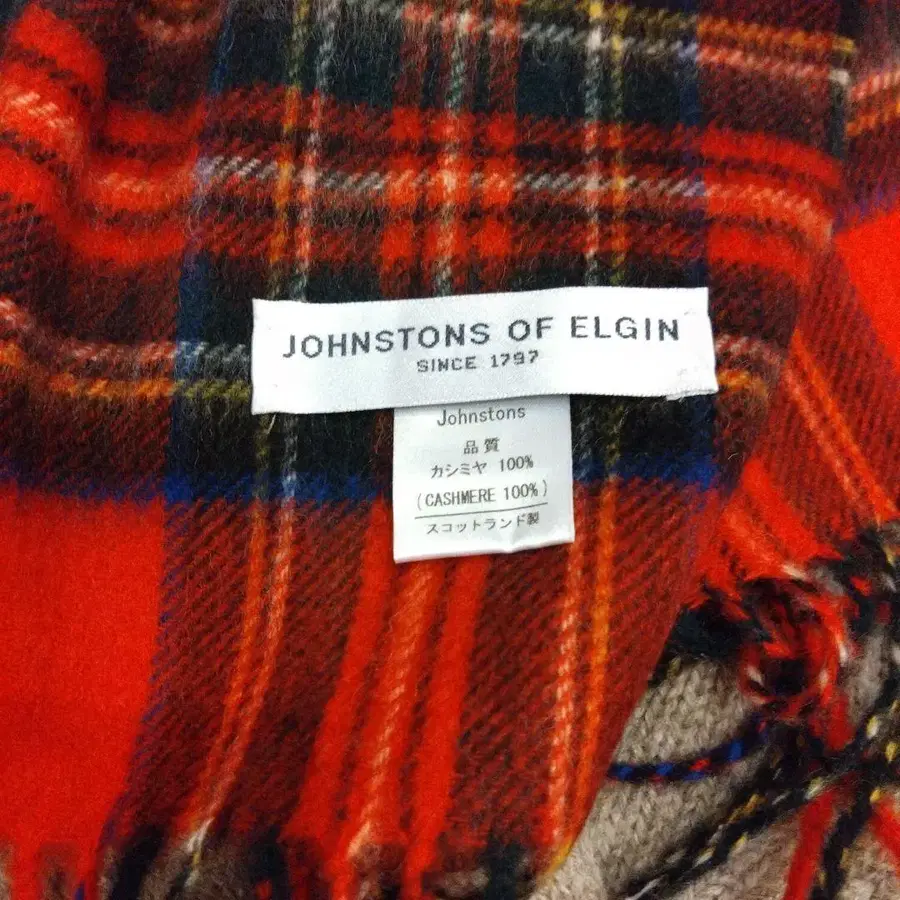 JOHNSTONS OF ELGIN
SINCE 1797
Johnstons
品質
カシミヤ 100%
(CASHMERE 100%)
スコットランド製